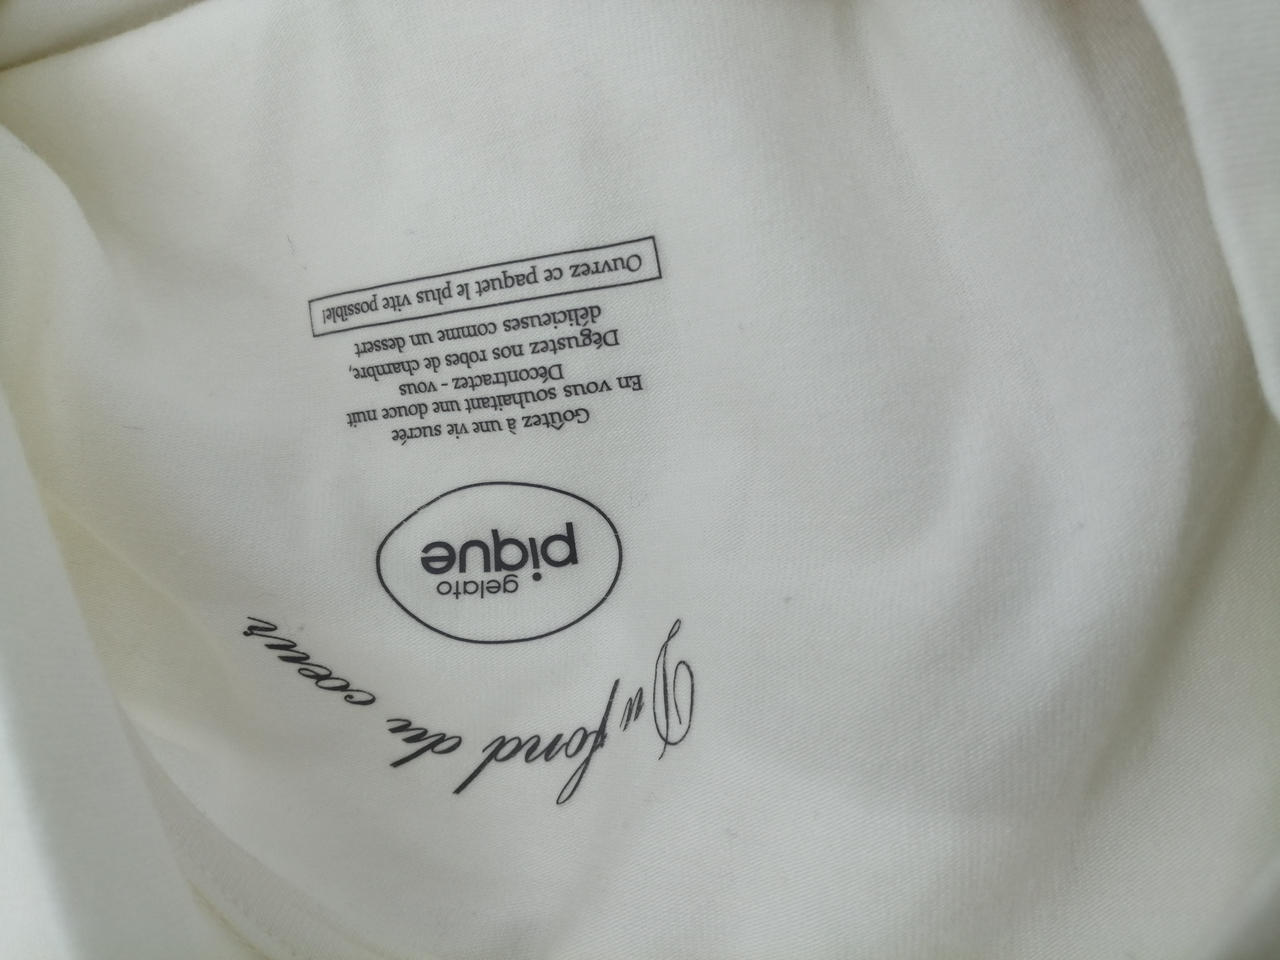 Du fond du coeur
gelato
pique
Goûtez à une vie sucrée
En vous souhaitant une douce nuit
Décontractez - vous
Dégustez nos robes de chambre,
délicieuses comme un dessert
Ouvrez ce paquet le plus vite possible!